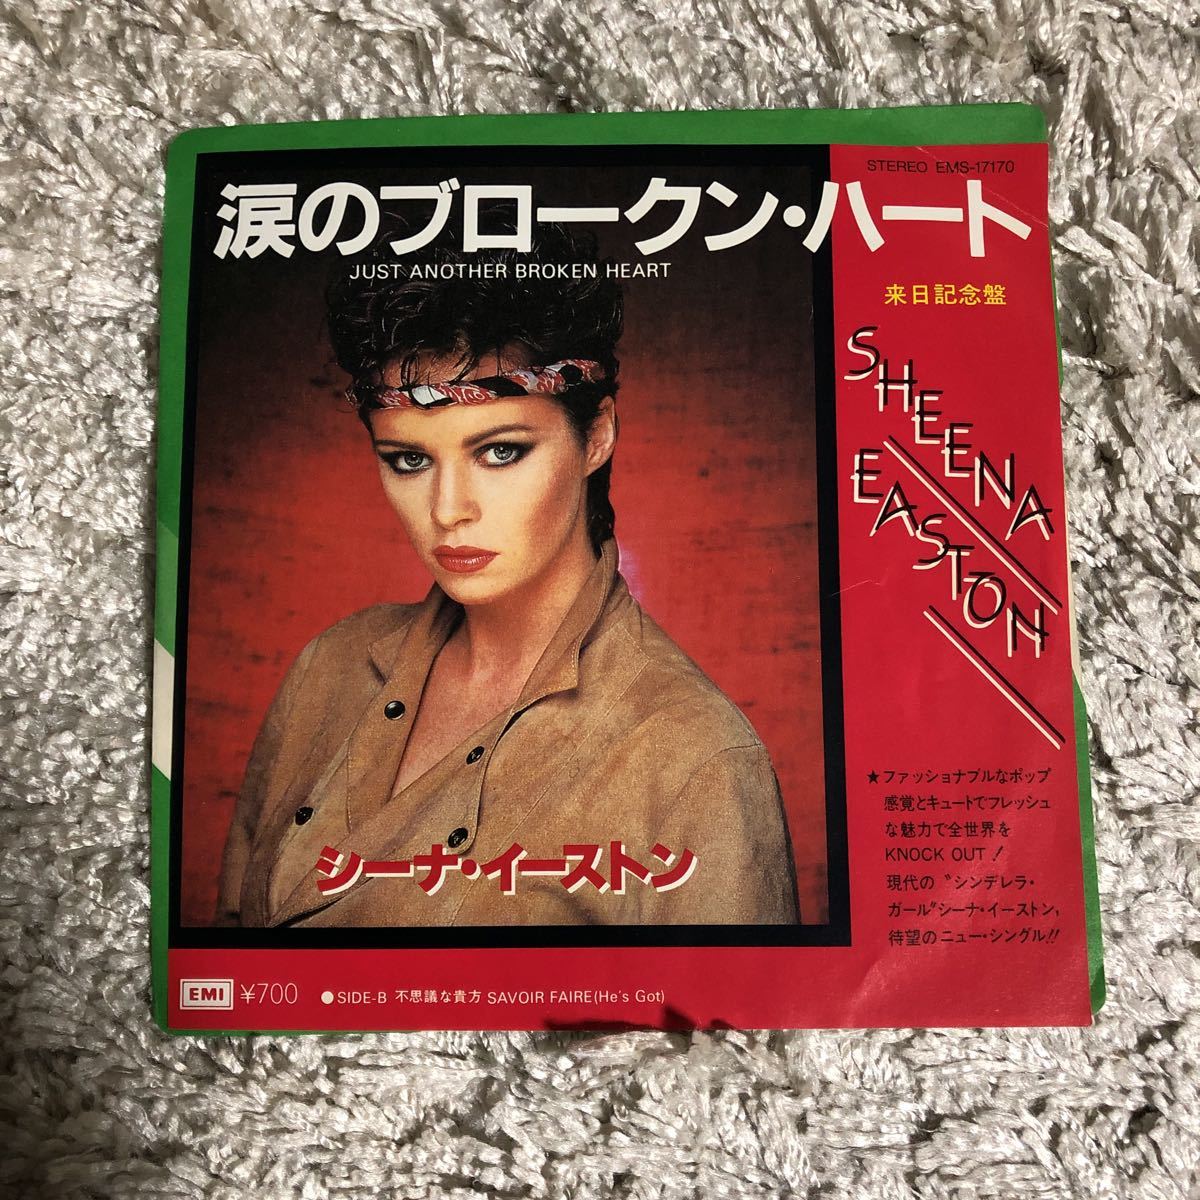 STEREO EMS-17170
涙のブロークン・ハート
JUST ANOTHER BROKEN HEART
来日記念盤
SHEENA
EASTON
★ファッショナブルなポップ
感覚とキュートでフレッシュ
な魅力で全世界を
KNOCK OUT!
現代の〝シンデレラ・
ガール〟シーナ・イーストン,
待望のニュー・シングル!!
シーナ・イーストン
EMI ¥700 ●SIDE-B 不思議な貴方 SAVOIR FAIRE (He's Got)